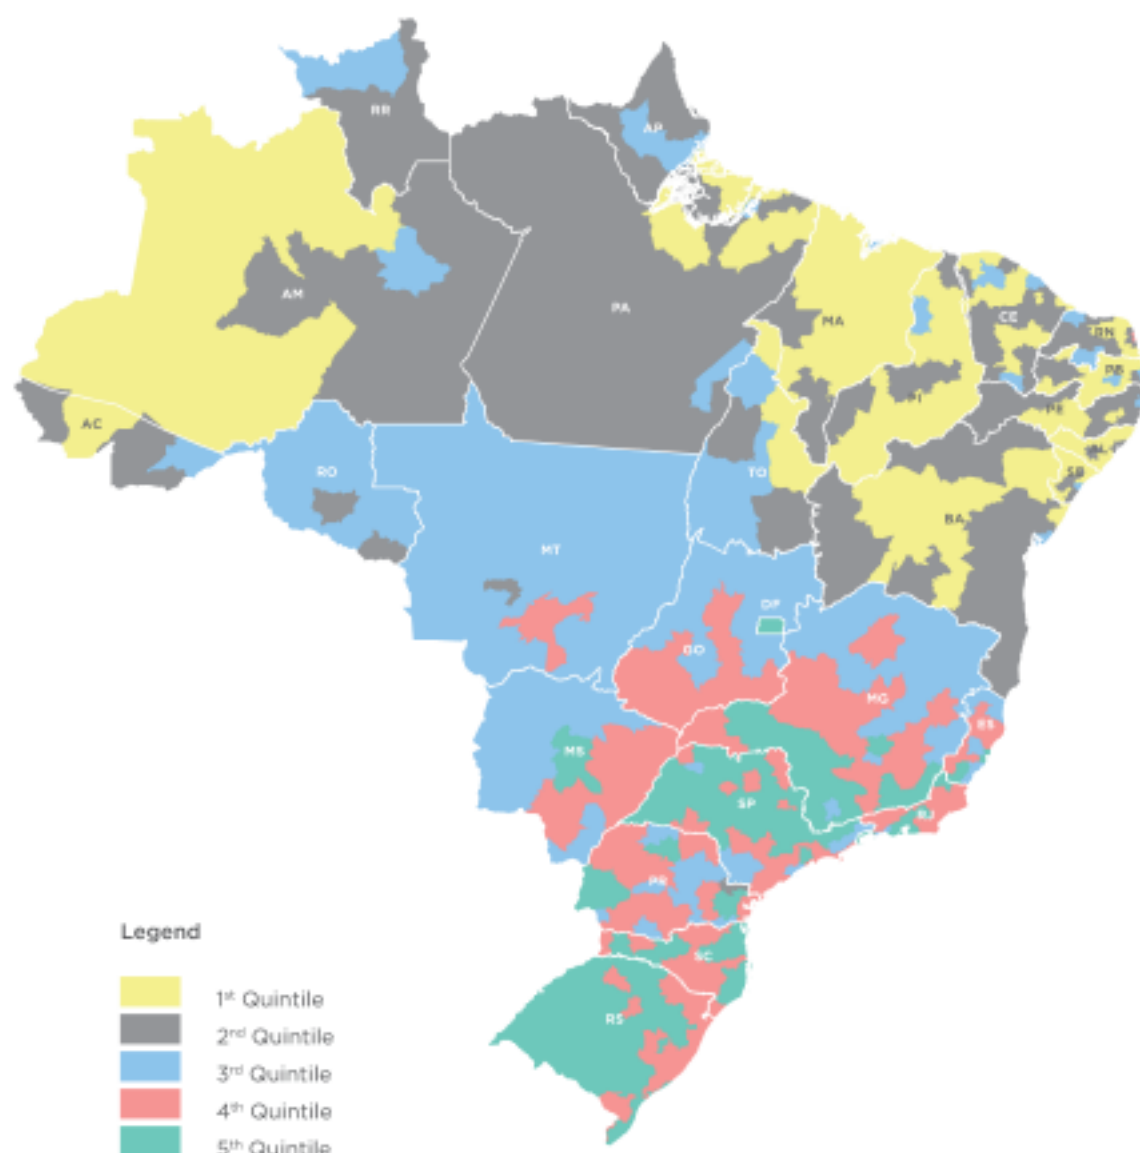 RR
AP
AM
PA
MA
CE
RN
PB
PI
PE
AC
AL
SE
RO
TO
BA
MT
DF
GO
MG
ES
MS
SP
RJ
PR
SC
RS
Legend
1st Quintile
2nd Quintile
3rd Quintile
4th Quintile
5th Quintile